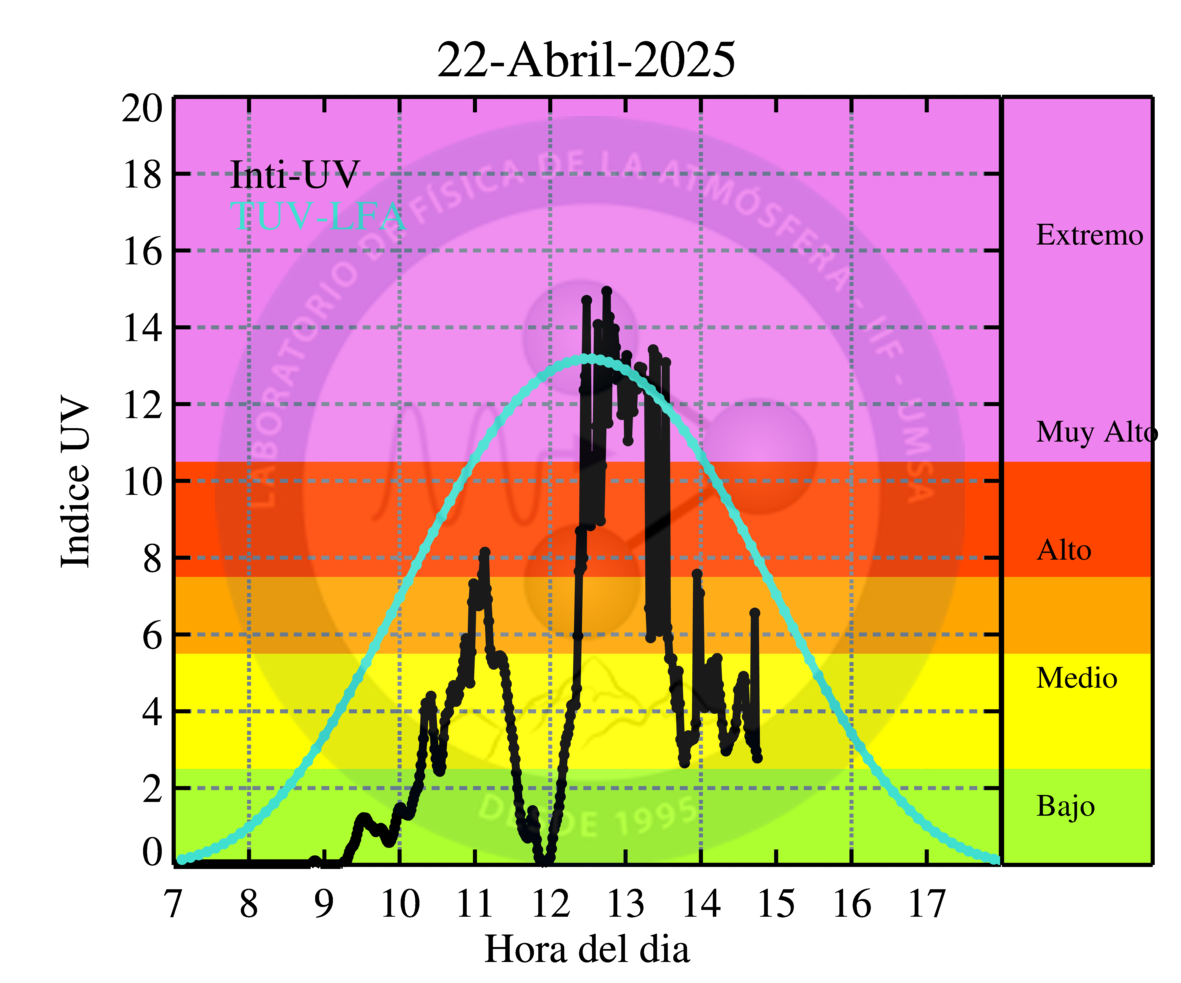 22-Abril-2025
20
18
16
14
12
10
8
6
4
2
0
Indice UV
Inti-UV
TUV-LFA
LABORATORIO DE FÍSICA DE LA ATMÓSFERA - IIF - UMSA
DESDE 1995
Extremo
Muy Alto
Alto
Medio
Bajo
7 8 9 10 11 12 13 14 15 16 17
Hora del dia